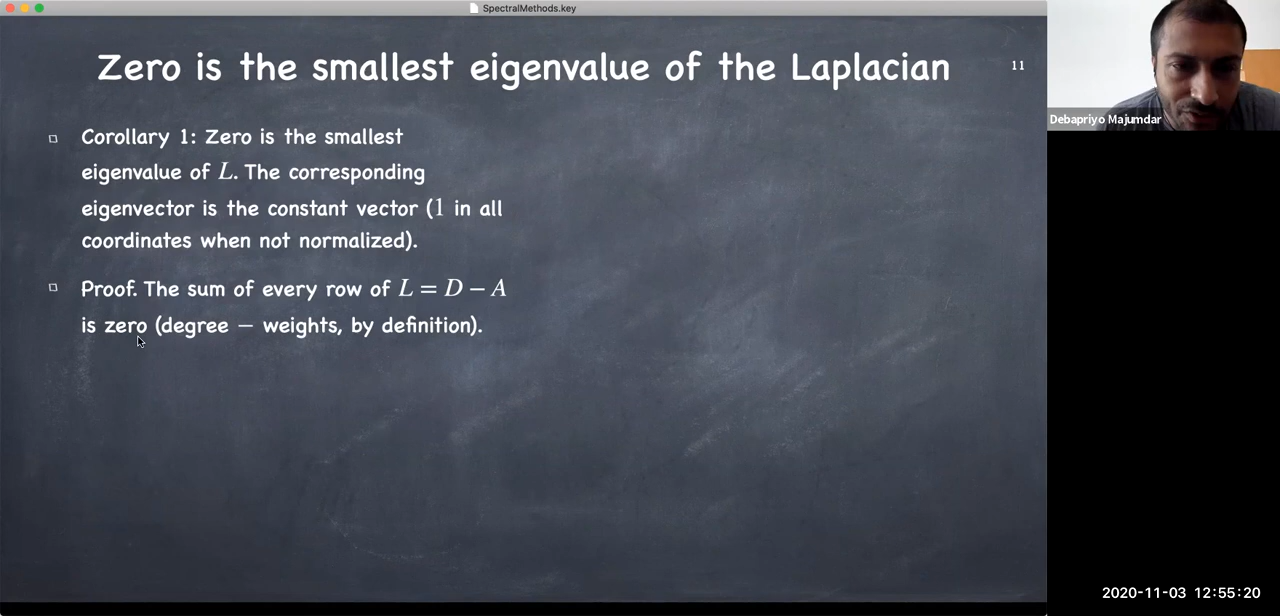 SpectralMethods.key
Zero is the smallest eigenvalue of the Laplacian
11
Corollary 1: Zero is the smallest
eigenvalue of L. The corresponding
eigenvector is the constant vector (1 in all
coordinates when not normalized).
Proof. The sum of every row of L = D − A
is zero (degree − weights, by definition).
Debapriyo Majumdar
2020-11-03 12:55:20